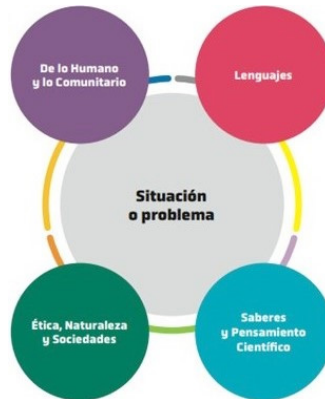 De lo Humano
y lo Comunitario
Lenguajes
Situación
o problema
Ética, Naturaleza
y Sociedades
Saberes
y Pensamiento
Científico